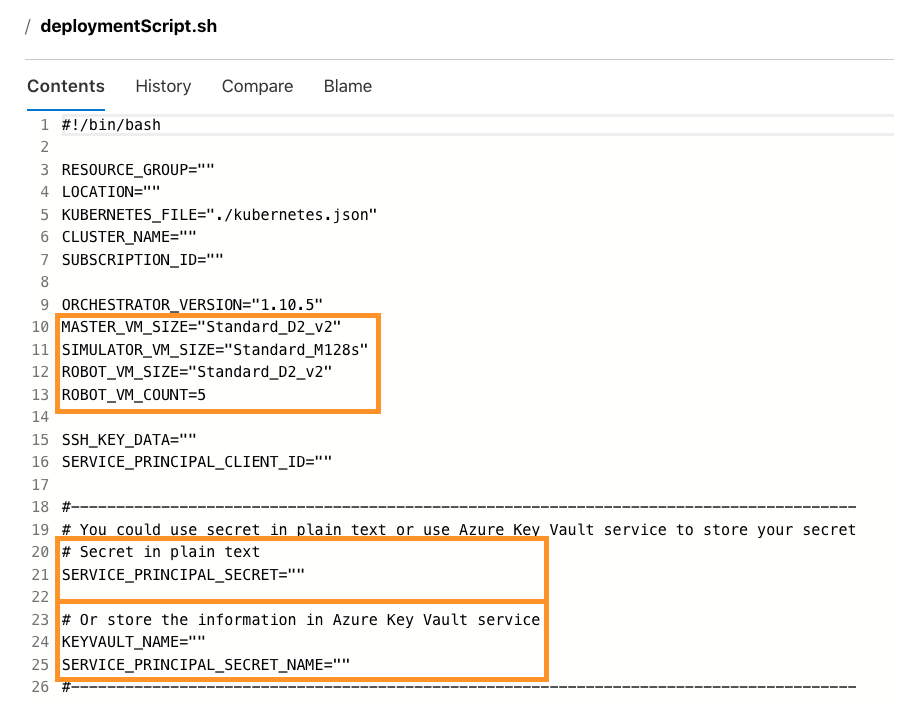 / deploymentScript.sh
Contents History Compare Blame
1 #!/bin/bash
2
3 RESOURCE_GROUP=""
4 LOCATION=""
5 KUBERNETES_FILE="./kubernetes.json"
6 CLUSTER_NAME=""
7 SUBSCRIPTION_ID=""
8
9 ORCHESTRATOR_VERSION="1.10.5"
10 MASTER_VM_SIZE="Standard_D2_v2"
11 SIMULATOR_VM_SIZE="Standard_M128s"
12 ROBOT_VM_SIZE="Standard_D2_v2"
13 ROBOT_VM_COUNT=5
14
15 SSH_KEY_DATA=""
16 SERVICE_PRINCIPAL_CLIENT_ID=""
17
18 #---------------------------------------------------------------------------------------
19 # You could use secret in plain text or use Azure Key Vault service to store your secret
20 # Secret in plain text
21 SERVICE_PRINCIPAL_SECRET=""
22
23 # Or store the information in Azure Key Vault service
24 KEYVAULT_NAME=""
25 SERVICE_PRINCIPAL_SECRET_NAME=""
26 #---------------------------------------------------------------------------------------